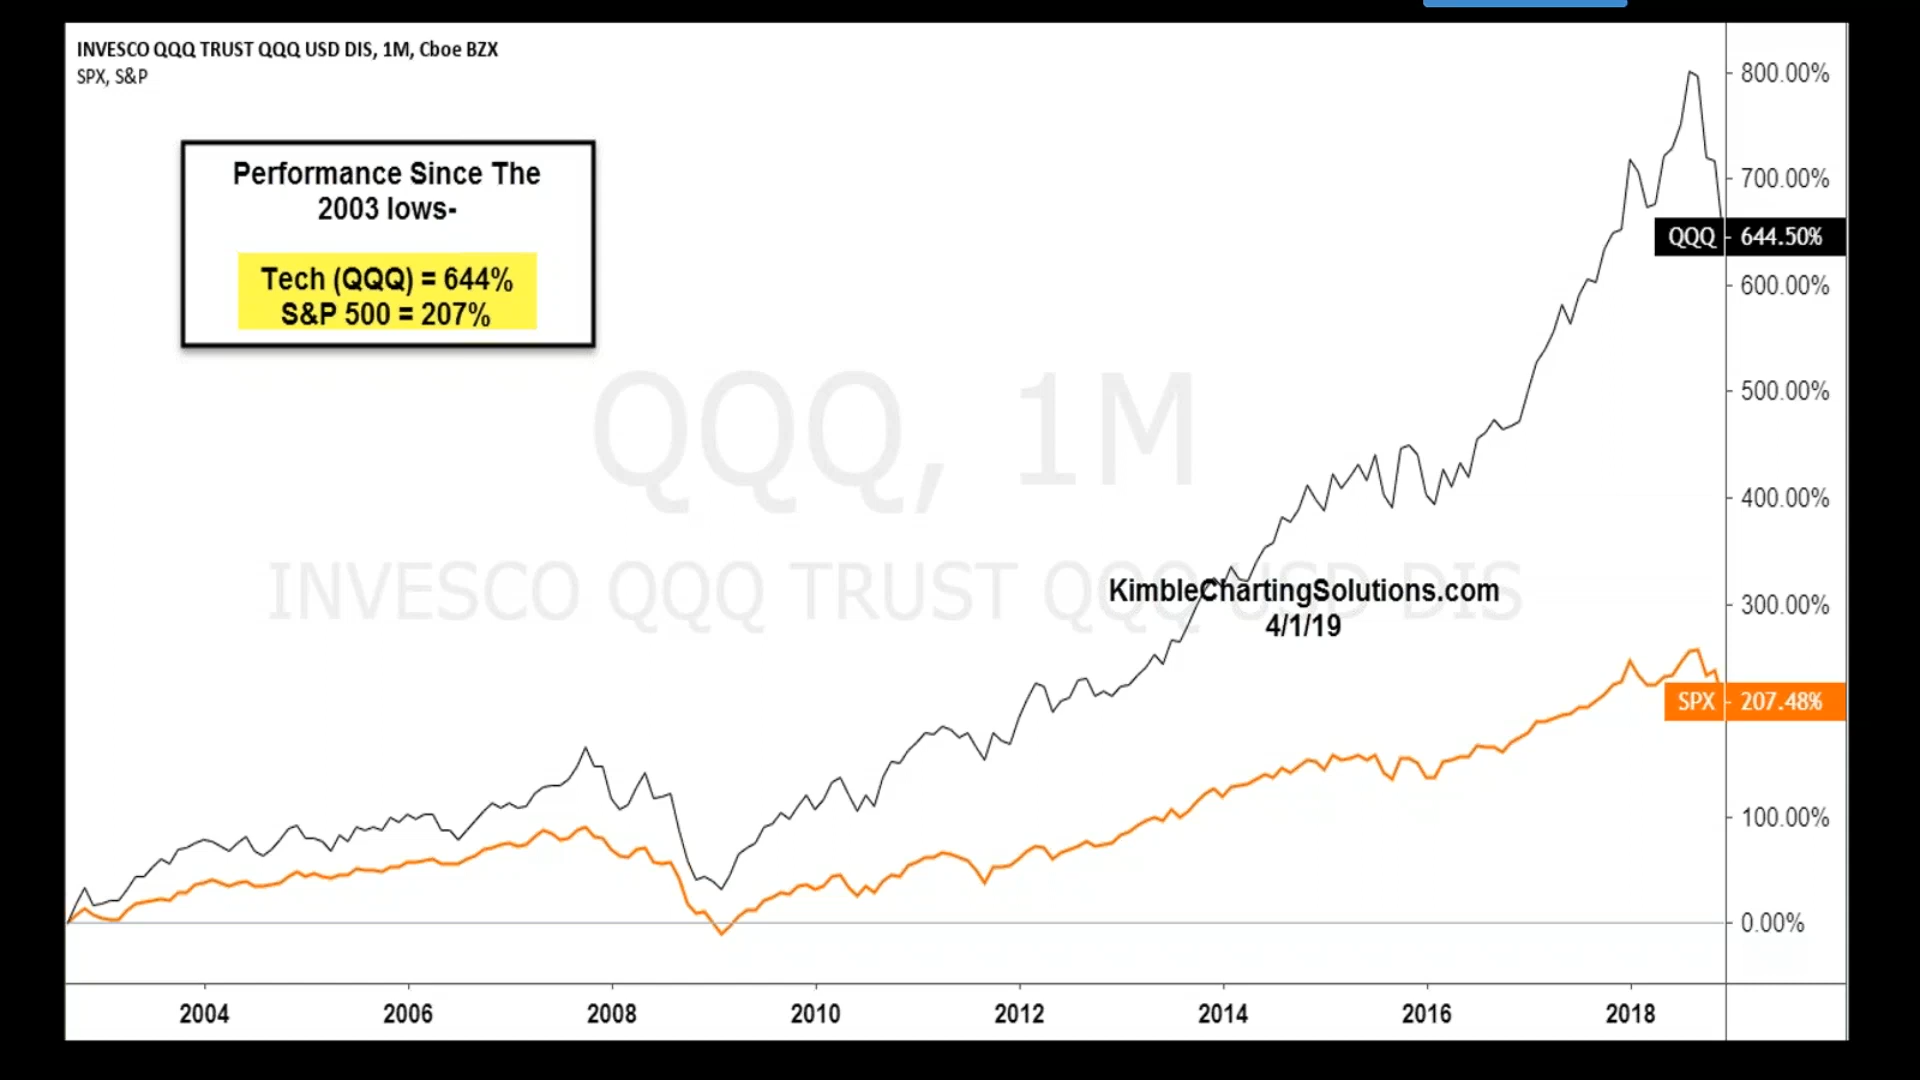 INVESCO QQQ TRUST QQQ USD DIS, 1M, Cboe BZX
SPX, S&P
Performance Since The
2003 lows-
Tech (QQQ) = 644%
S&P 500 = 207%
QQQ, 1M
INVESCO QQQ TRUST QQQ USD DIS
KimbleChartingSolutions.com
4/1/19
800.00%
700.00%
QQQ 644.50%
600.00%
500.00%
400.00%
300.00%
SPX 207.48%
100.00%
0.00%
2004 2006 2008 2010 2012 2014 2016 2018